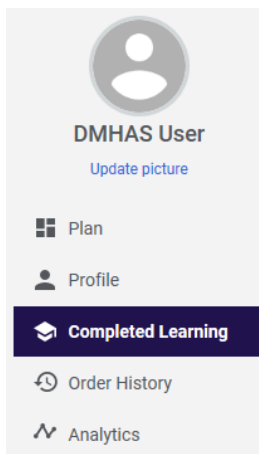 DMHAS User
Update picture
Plan
Profile
Completed Learning
Order History
Analytics